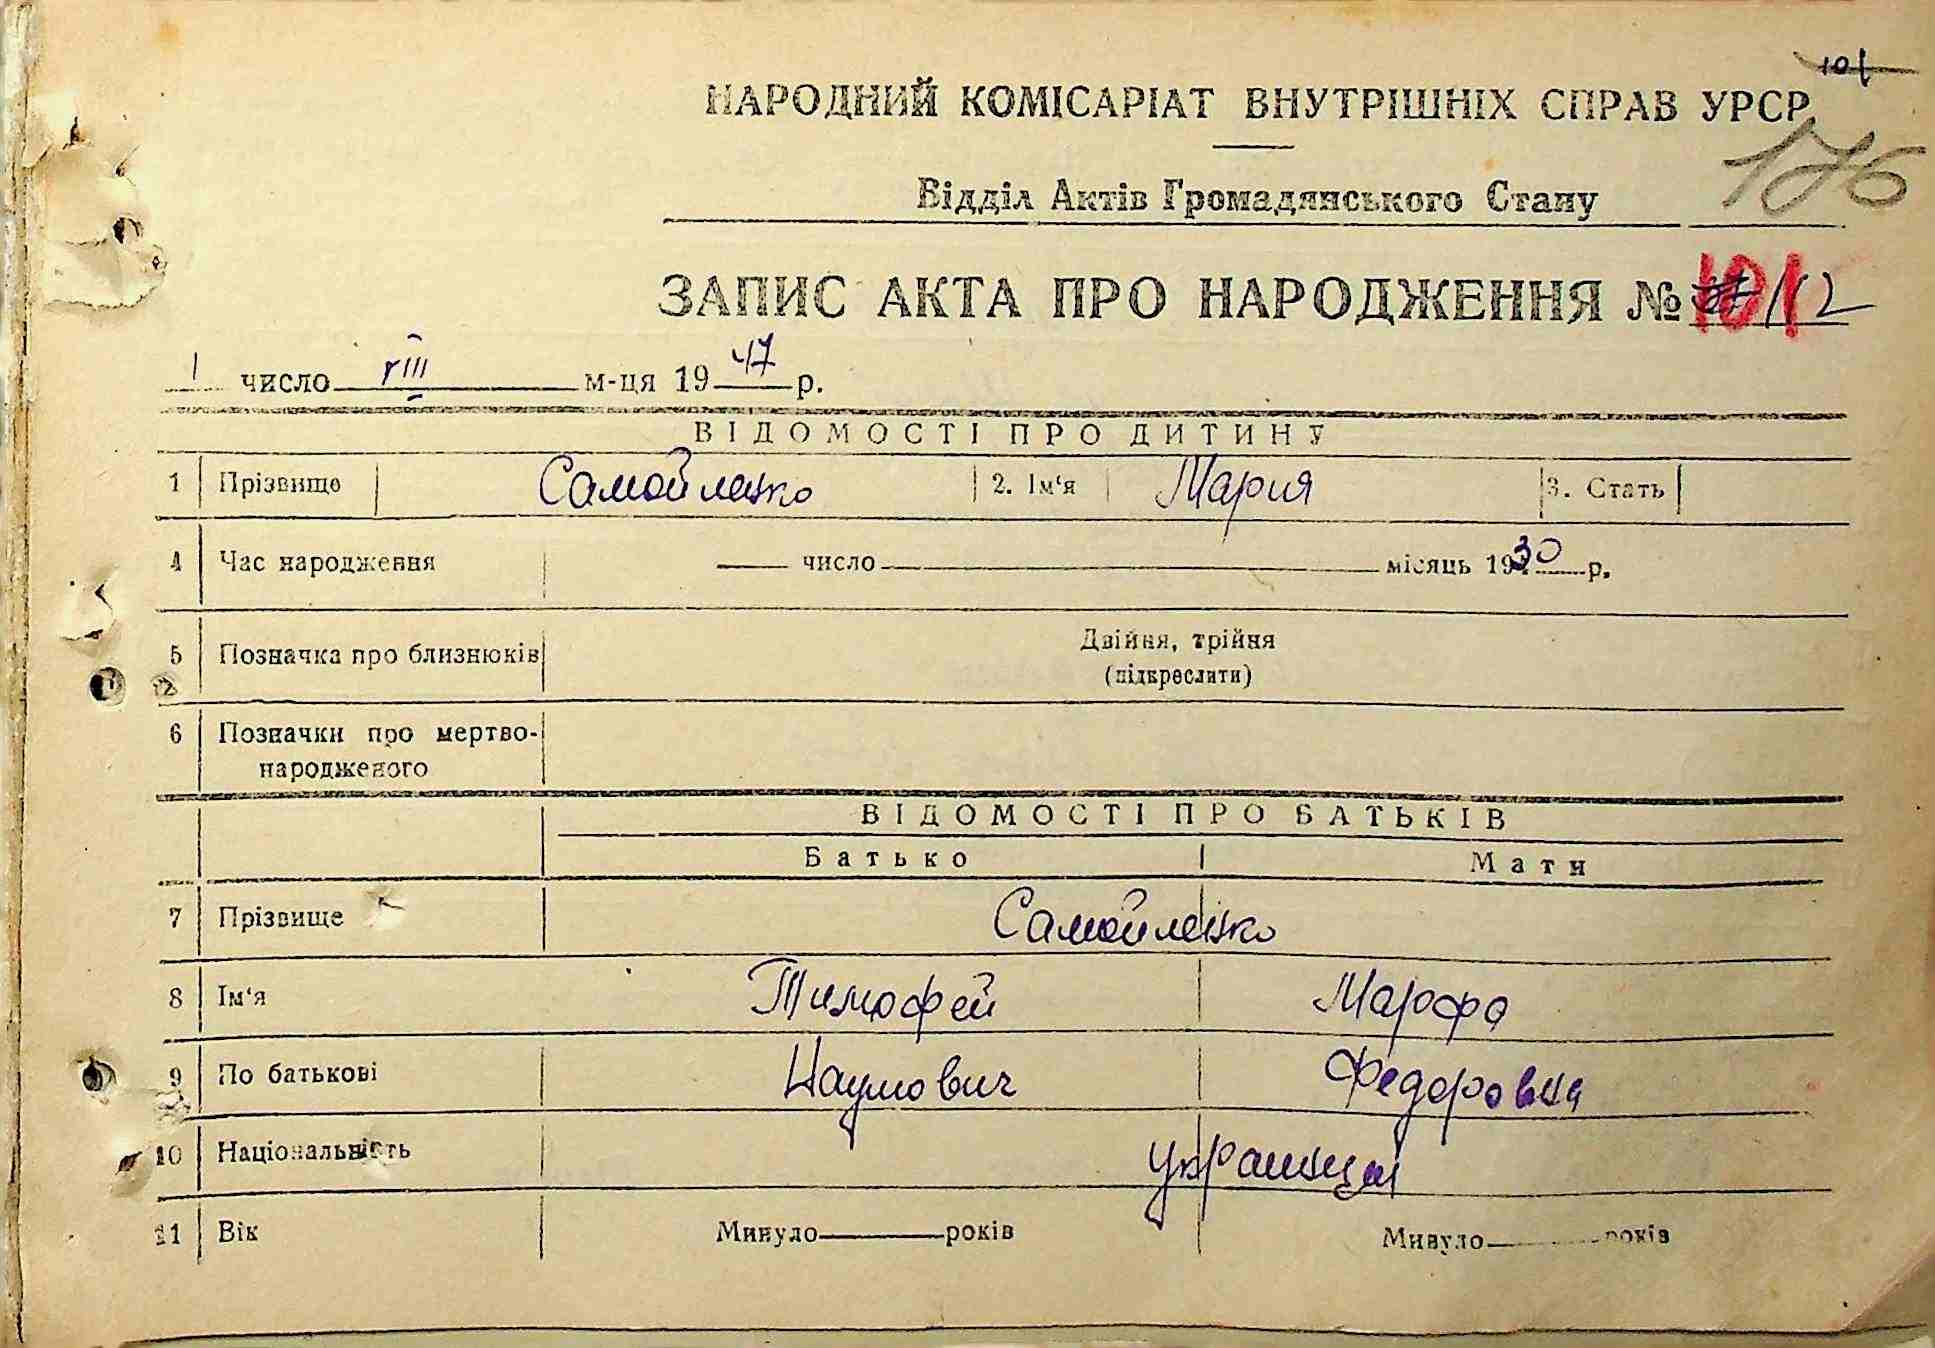 101
НАРОДНИЙ КОМІСАРІАТ ВНУТРІШНІХ СПРАВ УРСР
176
Відділ Актів Громадянського Стану
ЗАПИС АКТА ПРО НАРОДЖЕННЯ № 101 112
1 число VIII м-ця 1947 р.
ВІДОМОСТІ ПРО ДИТИНУ
1 Прізвище Самойленко 2. Ім'я Мария 3. Стать
4 Час народження число місяць 1930 р.
5 Позначка про близнюків Двійня, трійня
(підкреслити)
6 Позначки про мертво-
народженого
ВІДОМОСТІ ПРО БАТЬКІВ
Батько Мати
7 Прізвище Самойленко
8 Ім'я Тимофей Марфа
9 По батькові Наумович Федоровна
10 Національність украинцы
11 Вік Минуло років Минуло років